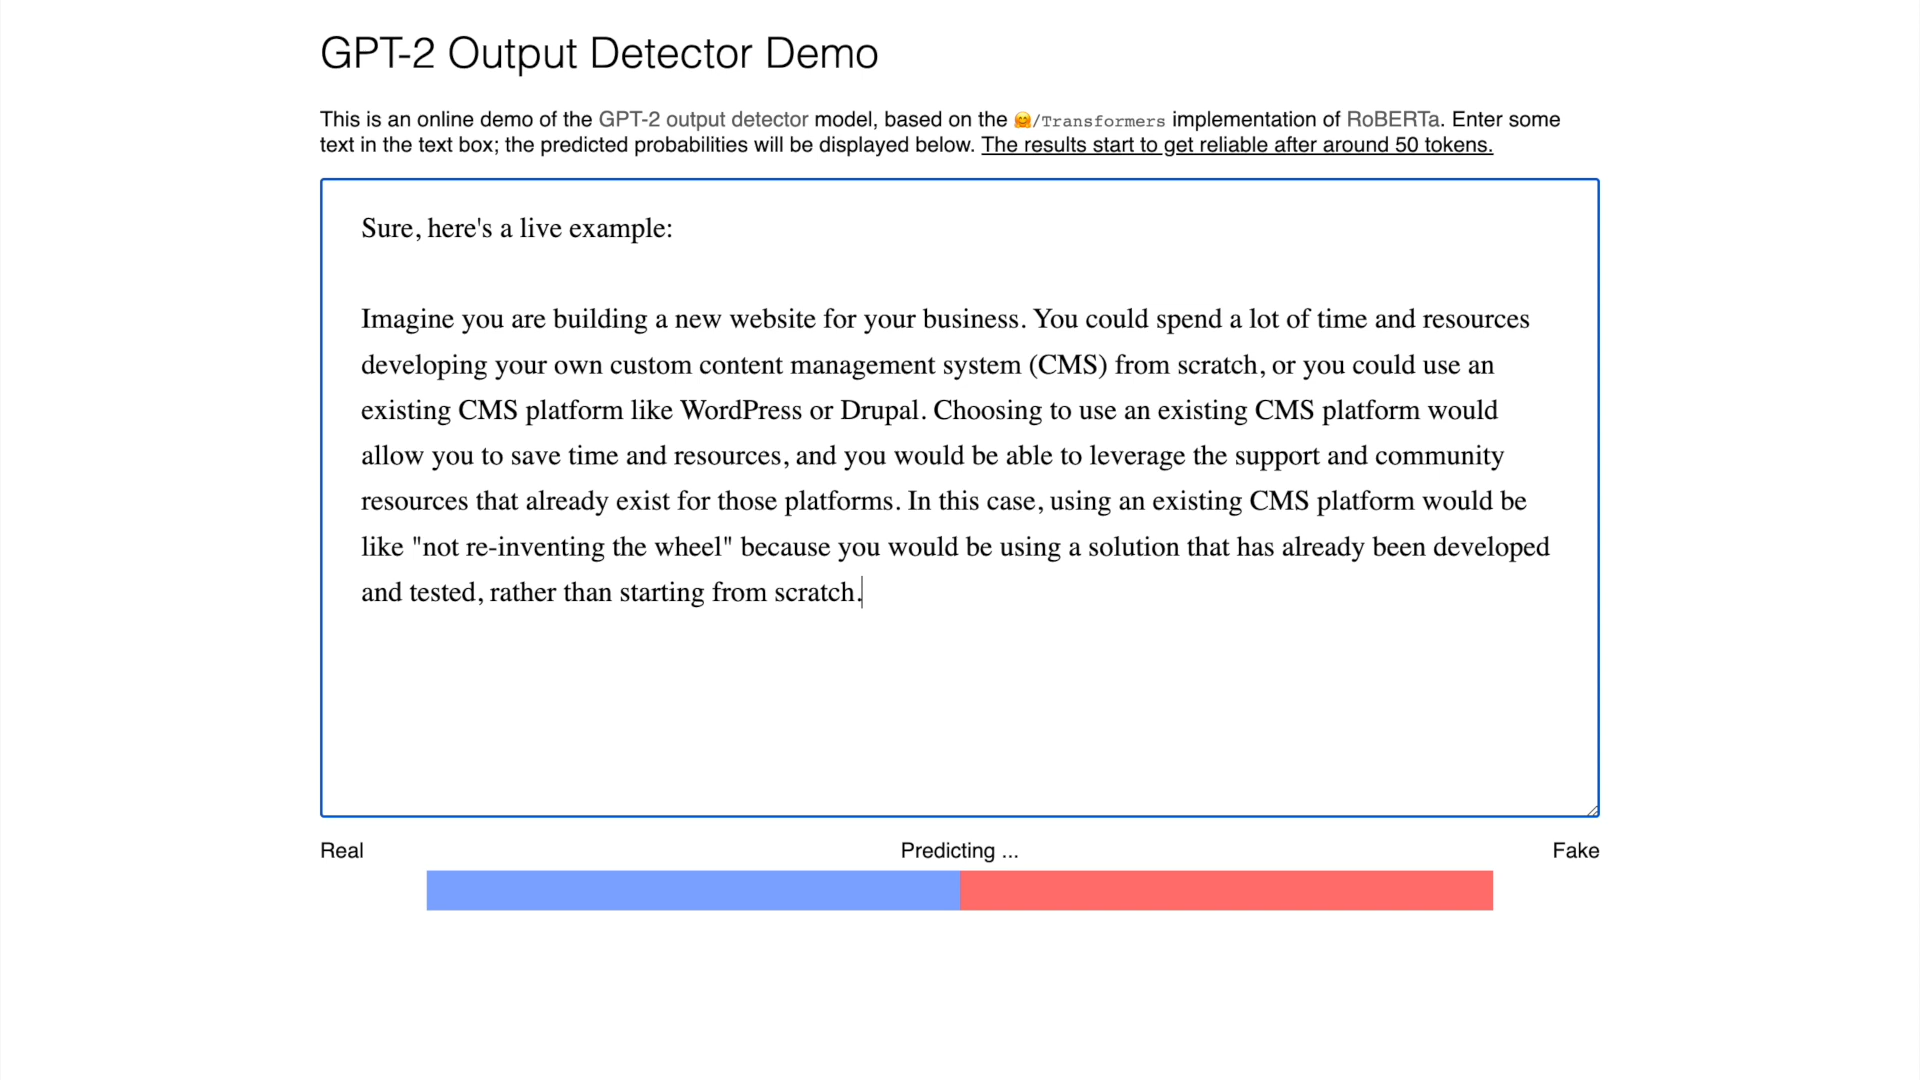 GPT-2 Output Detector Demo
This is an online demo of the GPT-2 output detector model, based on the 🤗/Transformers implementation of RoBERTa. Enter some
text in the text box; the predicted probabilities will be displayed below. The results start to get reliable after around 50 tokens.
Sure, here's a live example:
Imagine you are building a new website for your business. You could spend a lot of time and resources
developing your own custom content management system (CMS) from scratch, or you could use an
existing CMS platform like WordPress or Drupal. Choosing to use an existing CMS platform would
allow you to save time and resources, and you would be able to leverage the support and community
resources that already exist for those platforms. In this case, using an existing CMS platform would be
like "not re-inventing the wheel" because you would be using a solution that has already been developed
and tested, rather than starting from scratch.
Real Predicting ... Fake